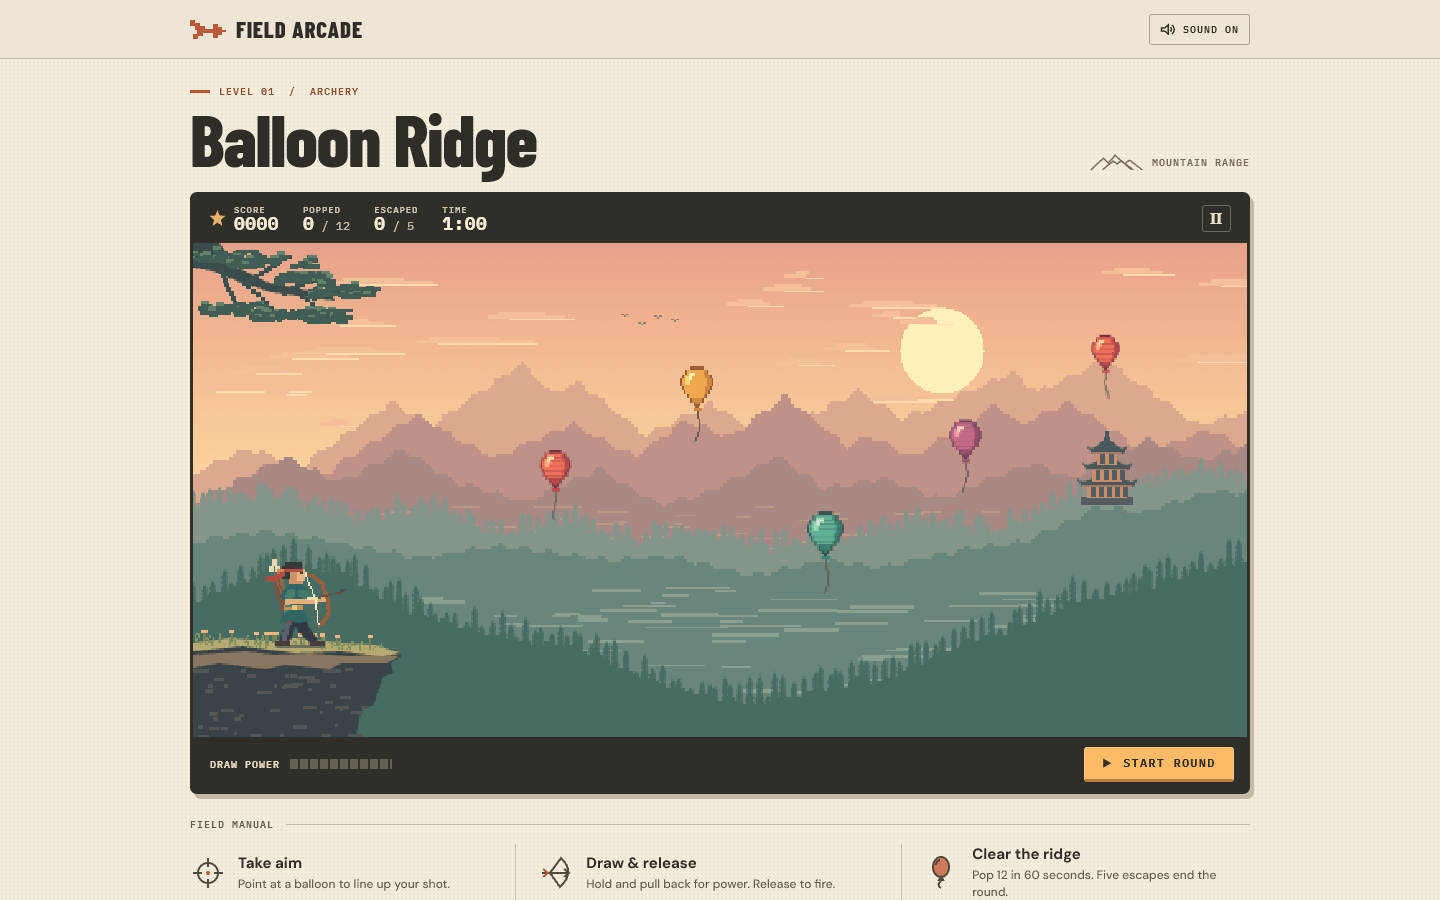 FIELD ARCADE
SOUND ON
LEVEL 01 / ARCHERY
Balloon Ridge
MOUNTAIN RANGE
SCORE
0000
POPPED
0 / 12
ESCAPED
0 / 5
TIME
1:00
DRAW POWER
START ROUND
FIELD MANUAL
Take aim
Point at a balloon to line up your shot.
Draw & release
Hold and pull back for power. Release to fire.
Clear the ridge
Pop 12 in 60 seconds. Five escapes end the
round.